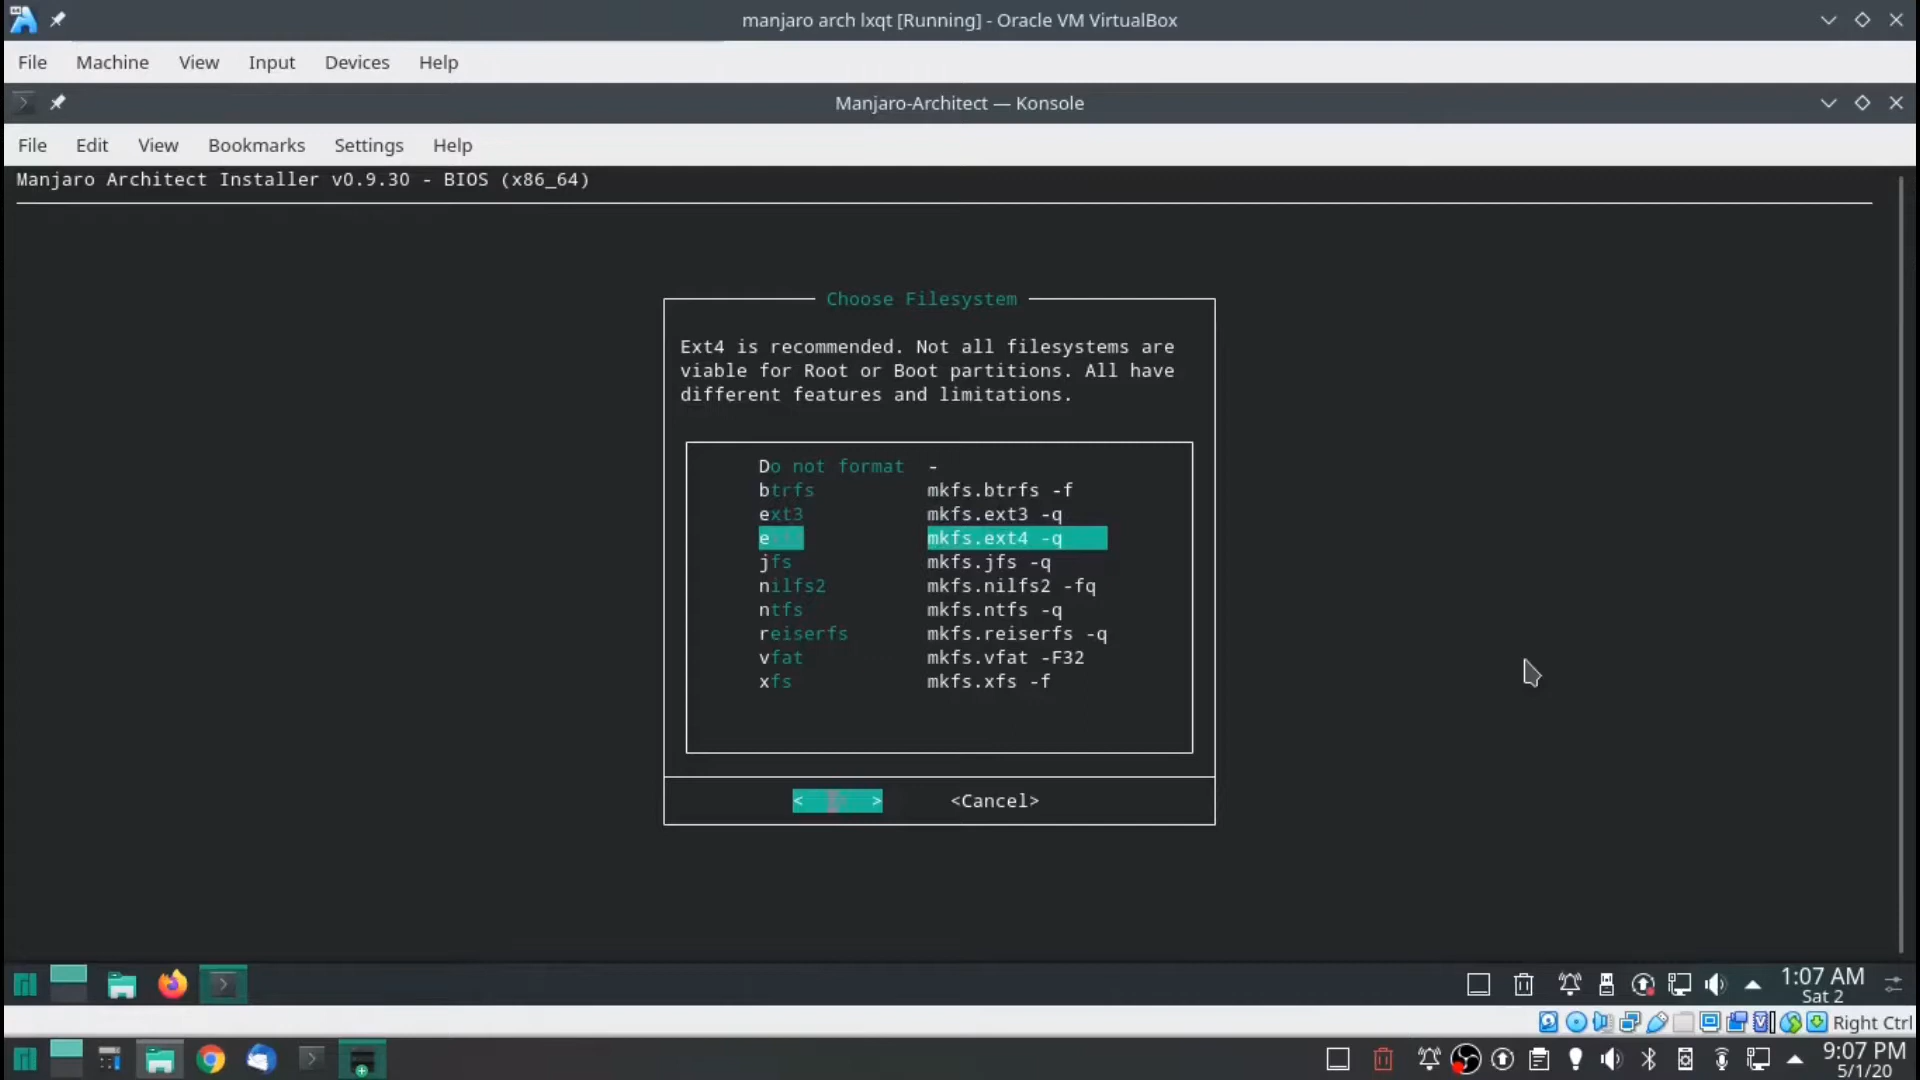 manjaro arch lxqt [Running] - Oracle VM VirtualBox
File Machine View Input Devices Help
Manjaro-Architect — Konsole
File Edit View Bookmarks Settings Help
Manjaro Architect Installer v0.9.30 - BIOS (x86_64)
Choose Filesystem
Ext4 is recommended. Not all filesystems are
viable for Root or Boot partitions. All have
different features and limitations.
Do not format -
btrfs mkfs.btrfs -f
ext3 mkfs.ext3 -q
e mkfs.ext4 -q
jfs mkfs.jfs -q
nilfs2 mkfs.nilfs2 -fq
ntfs mkfs.ntfs -q
reiserfs mkfs.reiserfs -q
vfat mkfs.vfat -F32
xfs mkfs.xfs -f
< > <Cancel>
1:07 AM
Sat 2
Right Ctrl
9:07 PM
5/1/20